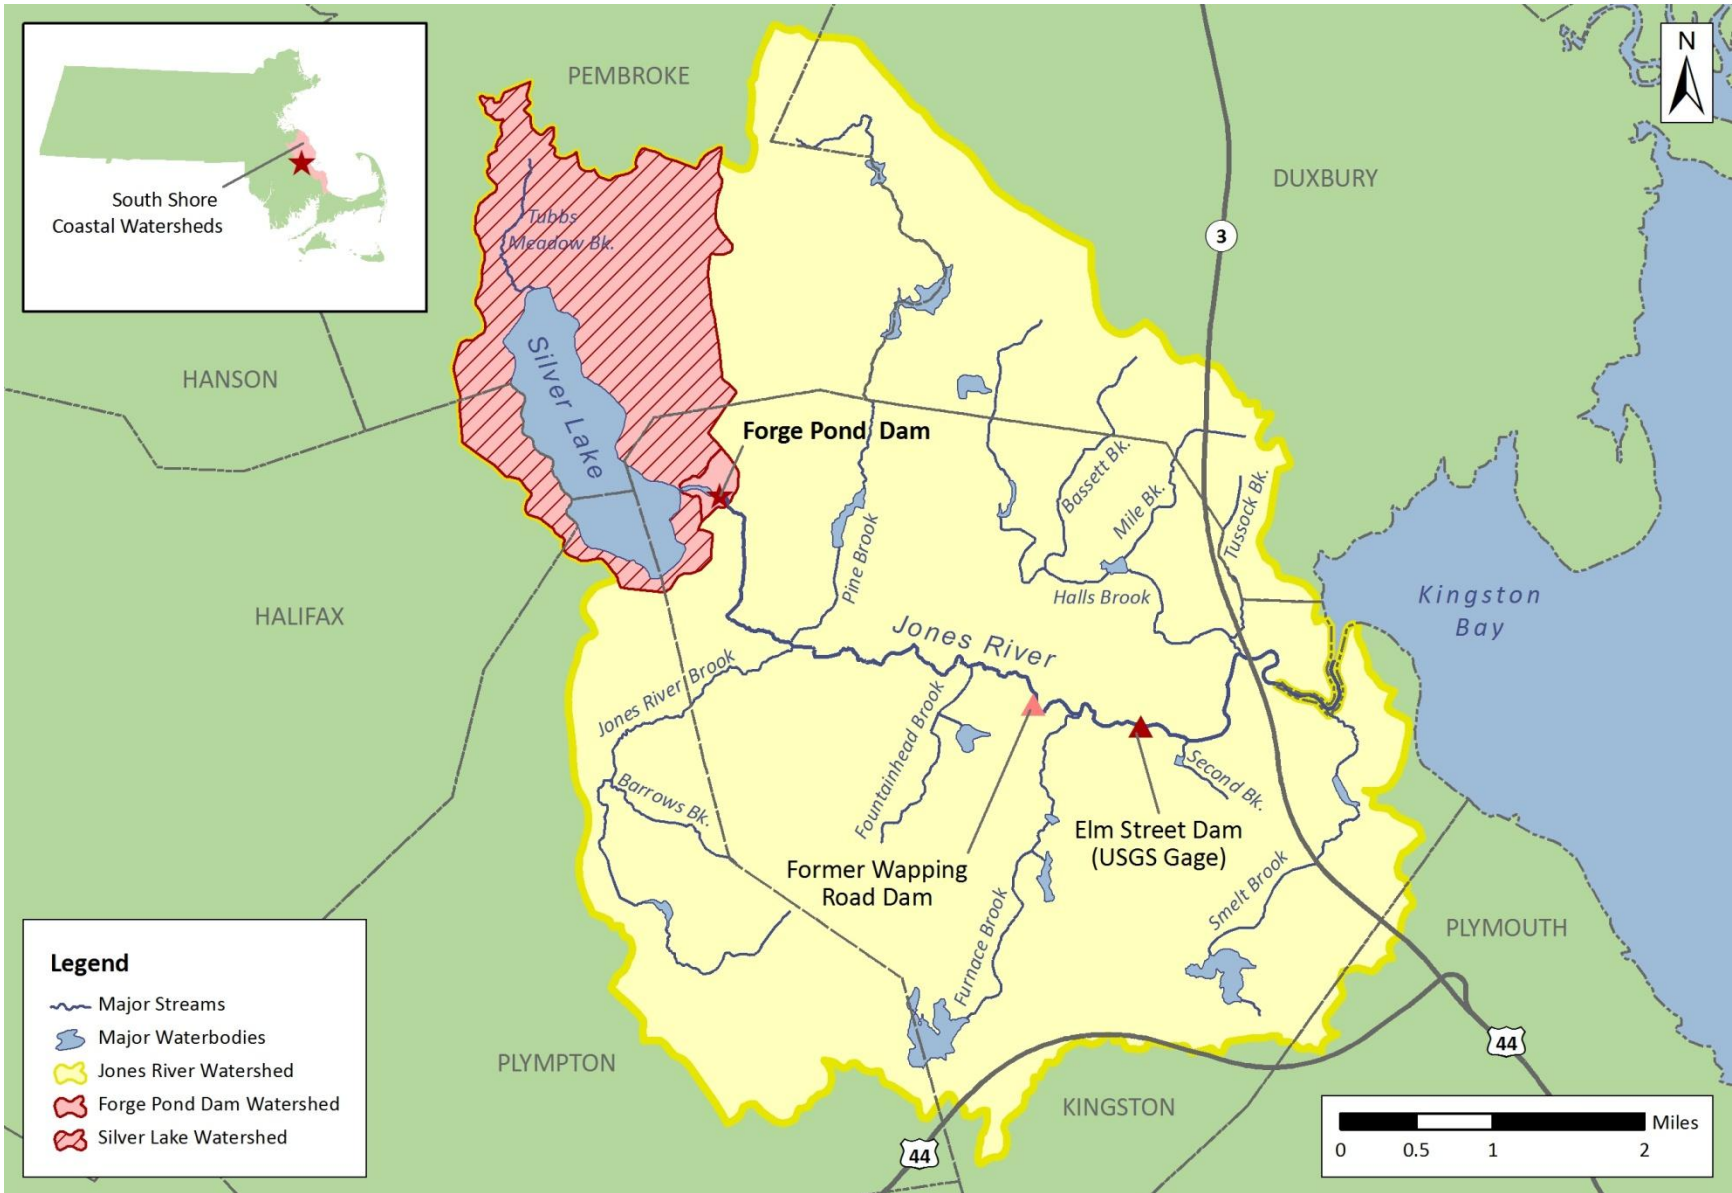 PEMBROKE
N
DUXBURY
3
South Shore
Coastal Watersheds
Tubbs
Meadow Bk.
HANSON
Silver Lake
Forge Pond Dam
Bassett Bk.
Mile Bk.
Tussock Bk.
Pine Brook
Halls Brook
Kingston
Bay
HALIFAX
Jones River
Jones River Brook
Fountainhead Brook
Barrows Bk.
Second Bk.
Elm Street Dam
(USGS Gage)
Former Wapping
Road Dam
Smelt Brook
Furnace Brook
PLYMOUTH
Legend
Major Streams
Major Waterbodies
Jones River Watershed
Forge Pond Dam Watershed
Silver Lake Watershed
PLYMPTON
44
KINGSTON
44
Miles
0 0.5 1 2